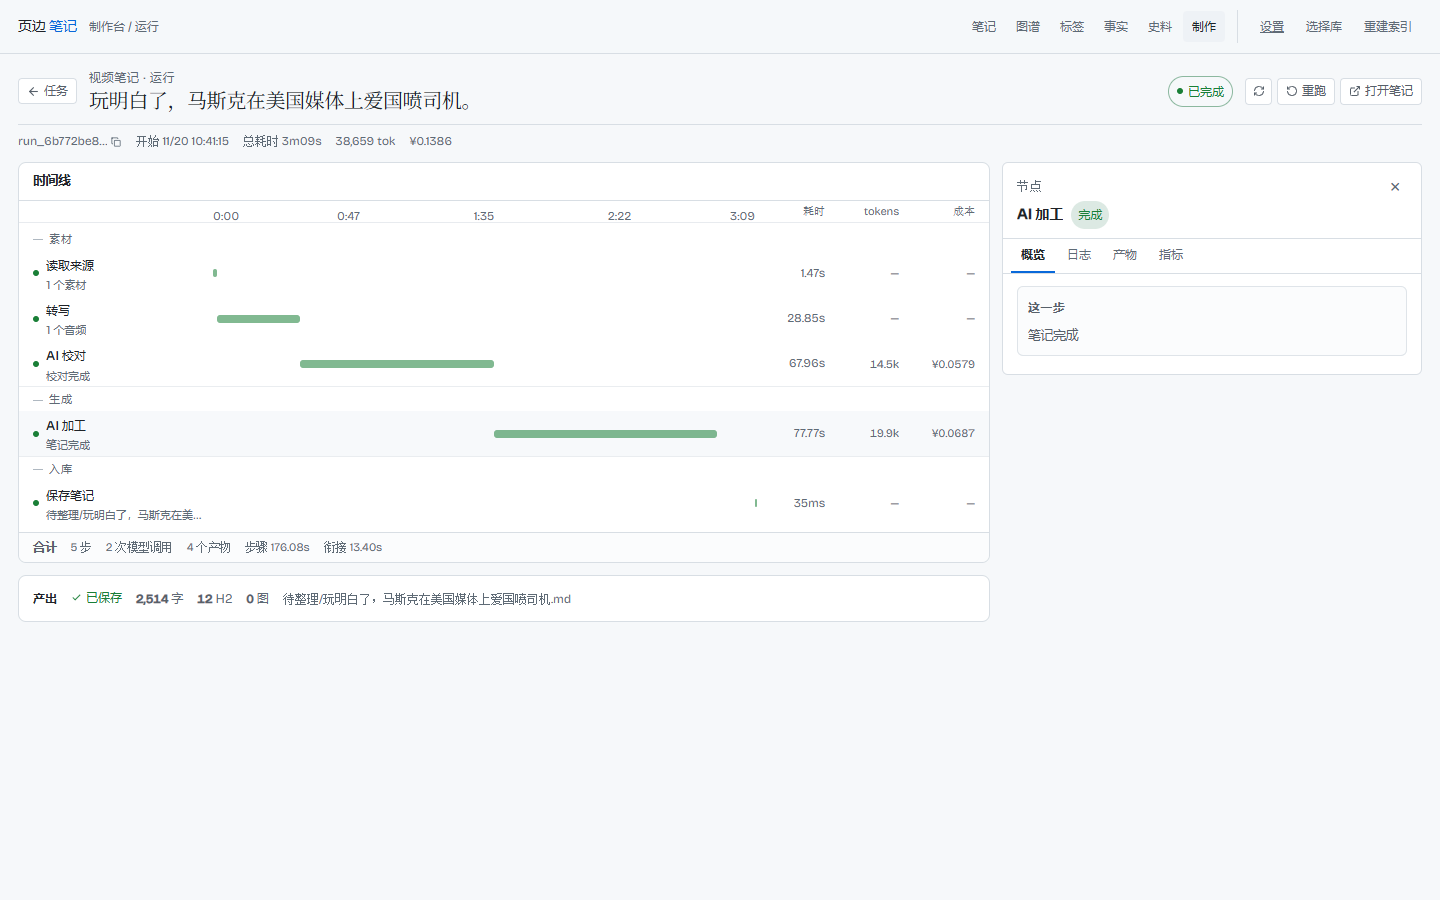 页边 笔记 制作台 / 运行 笔记 图谱 标签 事实 史料 制作 设置 选择库 重建索引
← 任务
视频笔记 · 运行
玩明白了，马斯克在美国媒体上爱国喷司机。
已完成 重跑 打开笔记
run_6b772be8... 开始 11/20 10:41:15 总耗时 3m09s 38,659 tok ¥0.1386
时间线
0:00 0:47 1:35 2:22 3:09 耗时 tokens 成本
— 素材
读取来源 1.47s — —
1 个素材
转写 28.85s — —
1 个音频
AI 校对 67.96s 14.5k ¥0.0579
校对完成
— 生成
AI 加工 77.77s 19.9k ¥0.0687
笔记完成
— 入库
保存笔记 35ms — —
待整理/玩明白了，马斯克在美...
合计 5 步 2 次模型调用 4 个产物 步骤 176.08s 衔接 13.40s
产出 已保存 2,514 字 12 H2 0 图 待整理/玩明白了，马斯克在美国媒体上爱国喷司机.md
节点 ×
AI 加工 完成
概览 日志 产物 指标
这一步
笔记完成